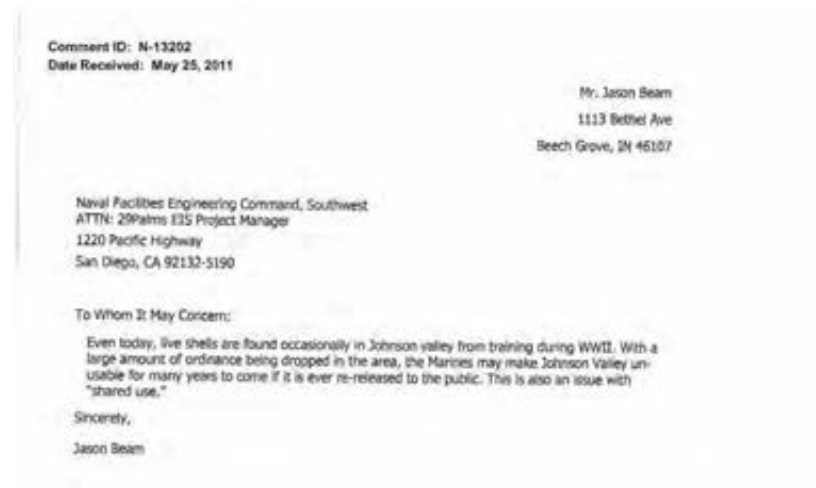 Comment ID: N-13202
Date Received: May 25, 2011
Mr. Jason Beam
1113 Bethel Ave
Beech Grove, IN 46107
Naval Facilities Engineering Command, Southwest
ATTN: 29Palms EIS Project Manager
1220 Pacific Highway
San Diego, CA 92132-5190
To Whom It May Concern:
Even today, live shells are found occasionally in Johnson valley from training during WWII. With a
large amount of ordinance being dropped in the area, the Marines may make Johnson Valley un-
usable for many years to come if it is ever re-released to the public. This is also an issue with
"shared use."
Sincerely,
Jason Beam